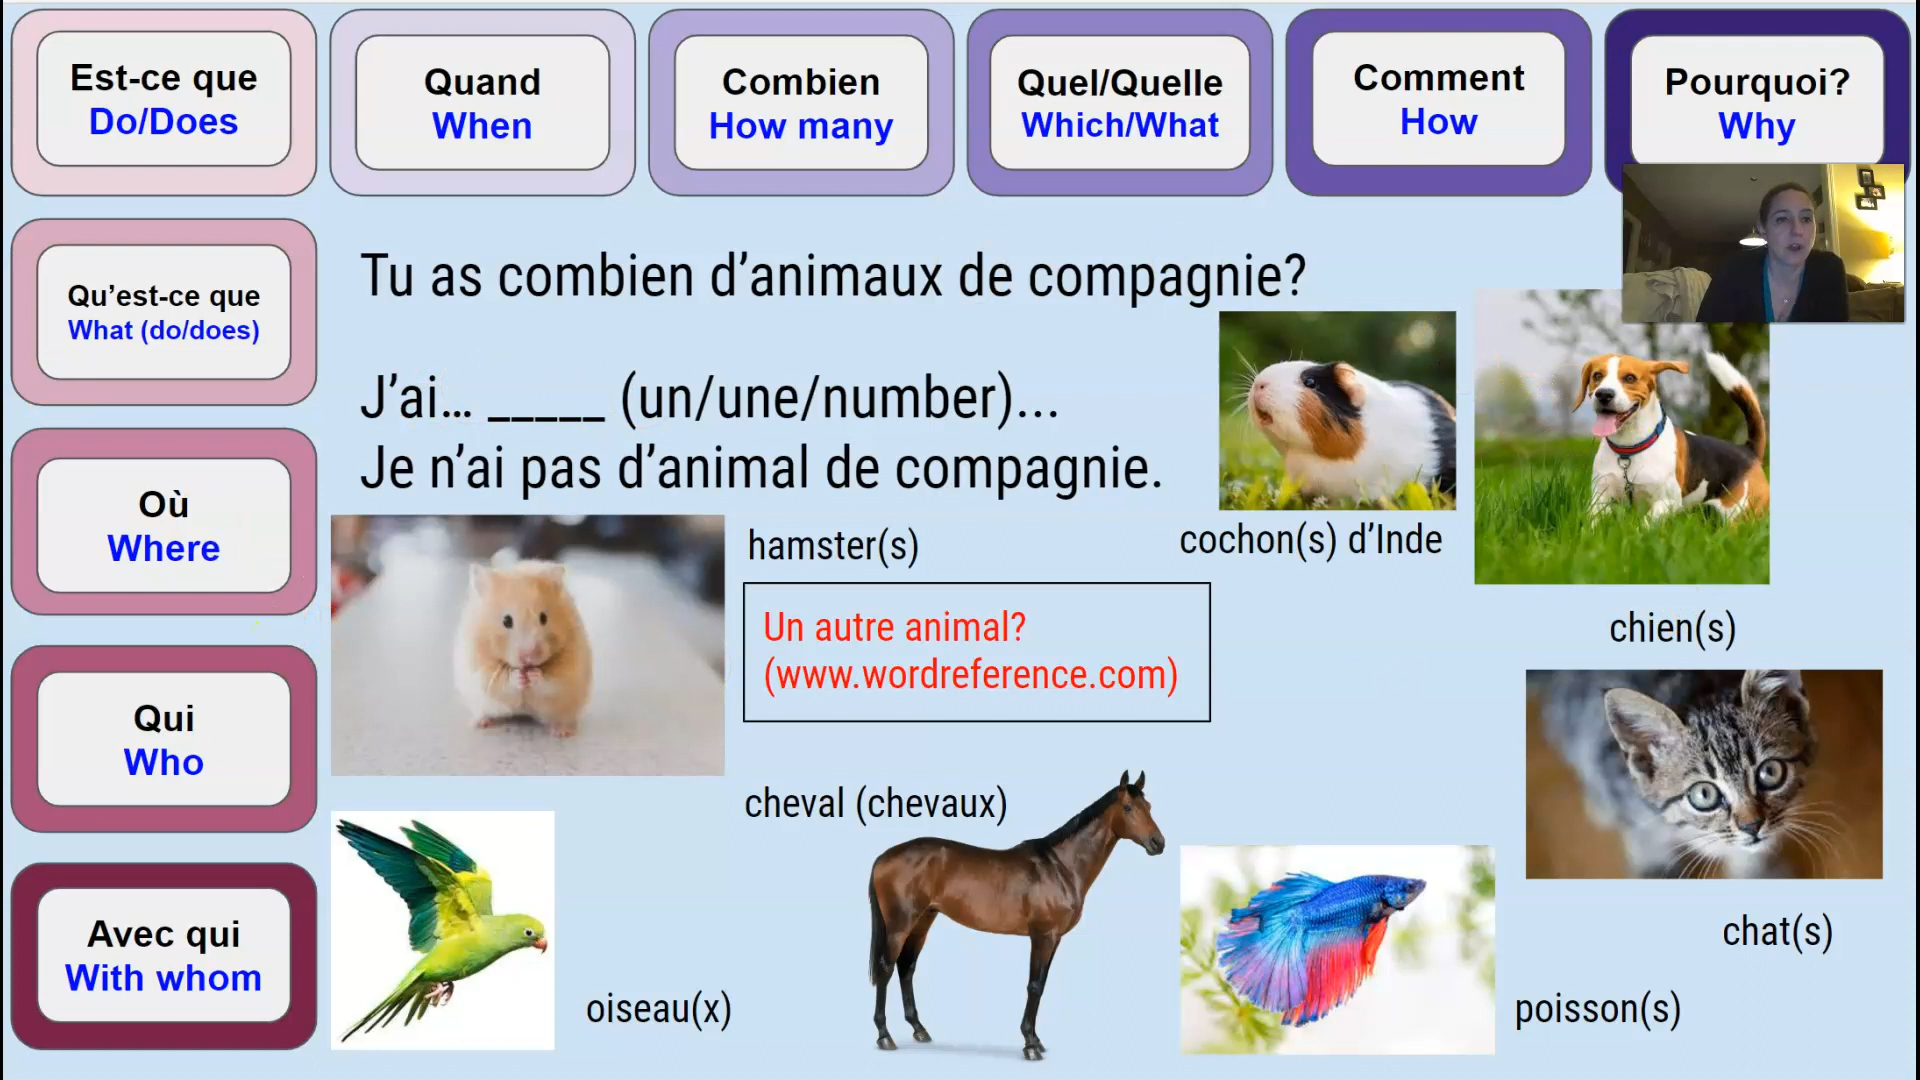 Est-ce que
Do/Does
Quand
When
Combien
How many
Quel/Quelle
Which/What
Comment
How
Pourquoi?
Why
Qu'est-ce que
What (do/does)
Où
Where
Qui
Who
Avec qui
With whom
Tu as combien d'animaux de compagnie?
J'ai... _____ (un/une/number)...
Je n'ai pas d'animal de compagnie.
hamster(s)
cochon(s) d'Inde
chien(s)
Un autre animal?
(www.wordreference.com)
cheval (chevaux)
chat(s)
oiseau(x)
poisson(s)